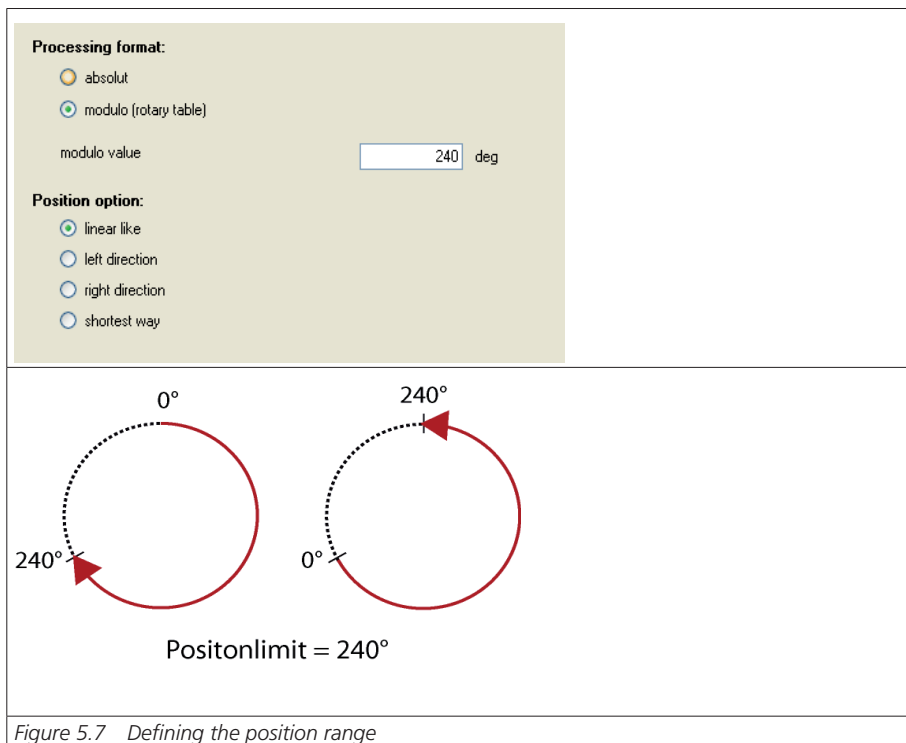 Processing format:
absolut
modulo (rotary table)
modulo value 240 deg
Position option:
linear like
left direction
right direction
shortest way
0° 240°
240° 0°
Positonlimit = 240°
Figure 5.7 Defining the position range